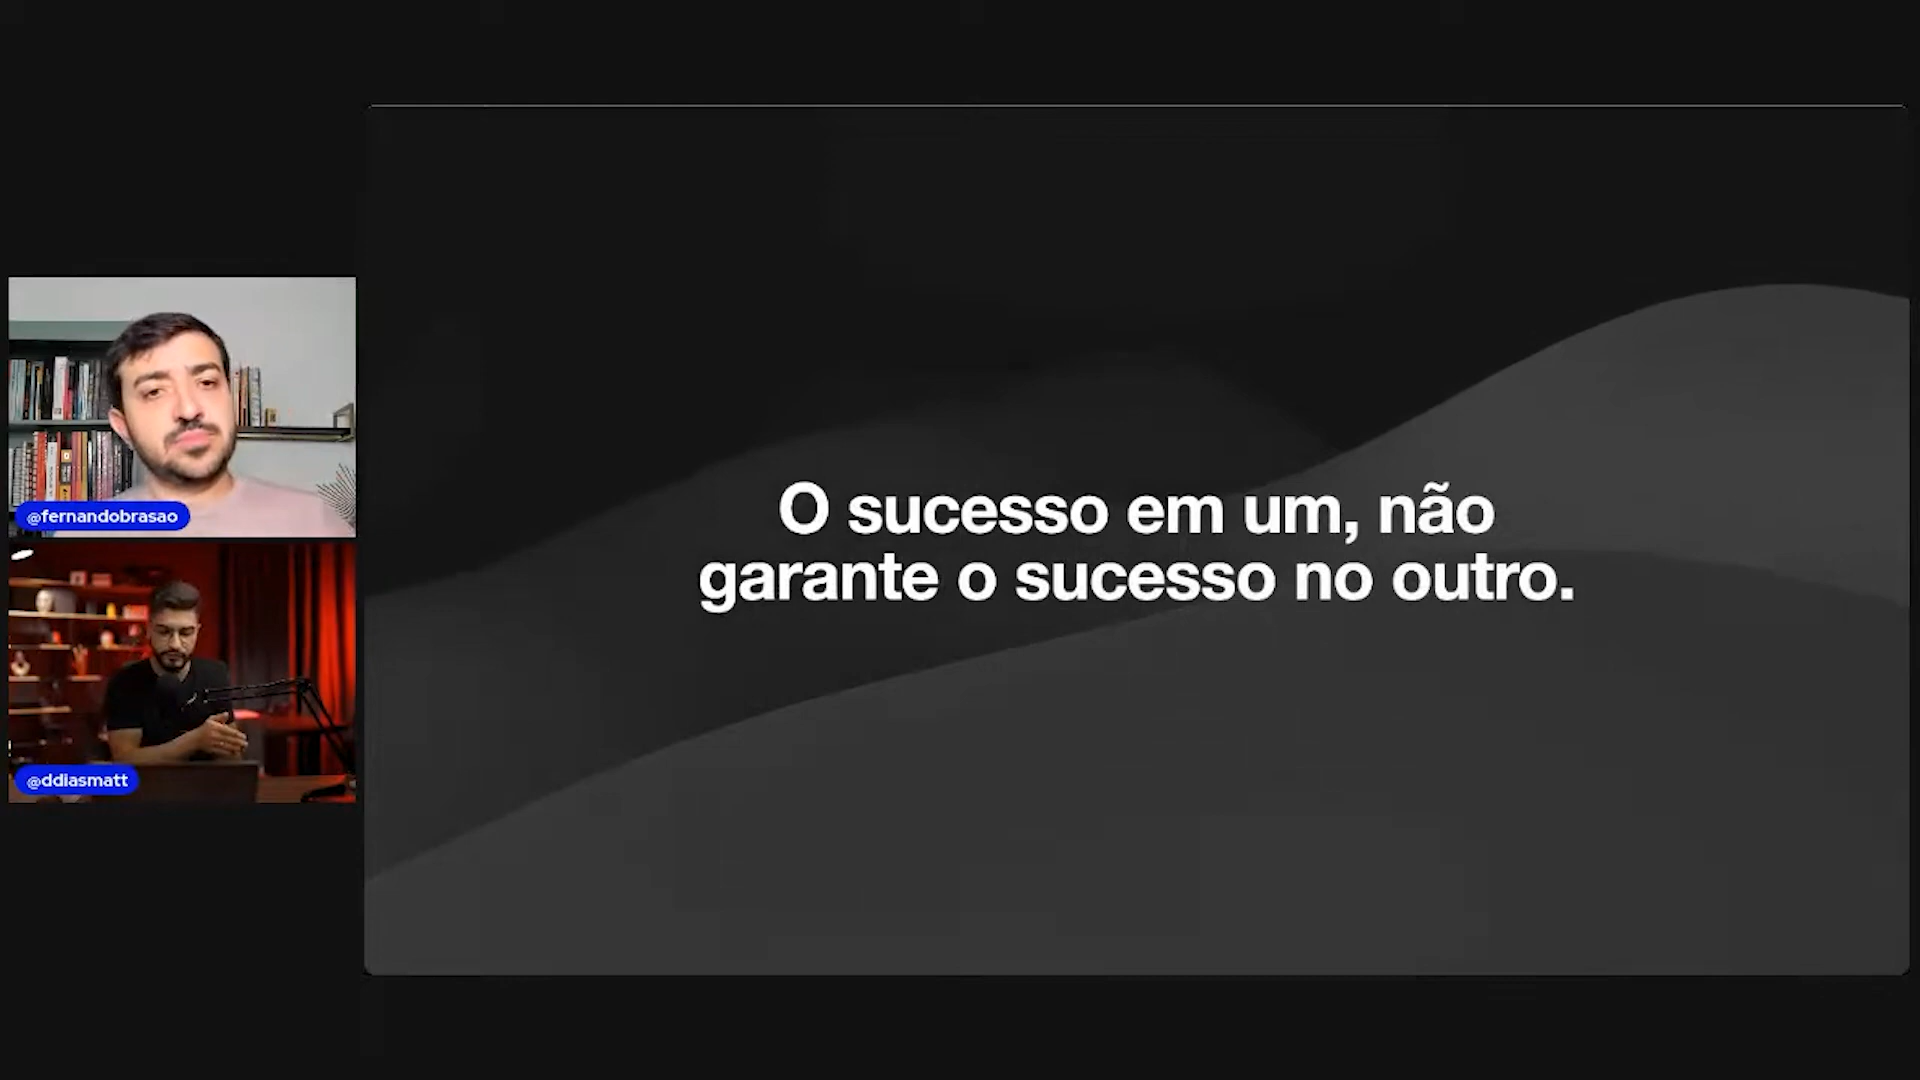 @fernandobrasao
@ddiasmatt
O sucesso em um, não
garante o sucesso no outro.